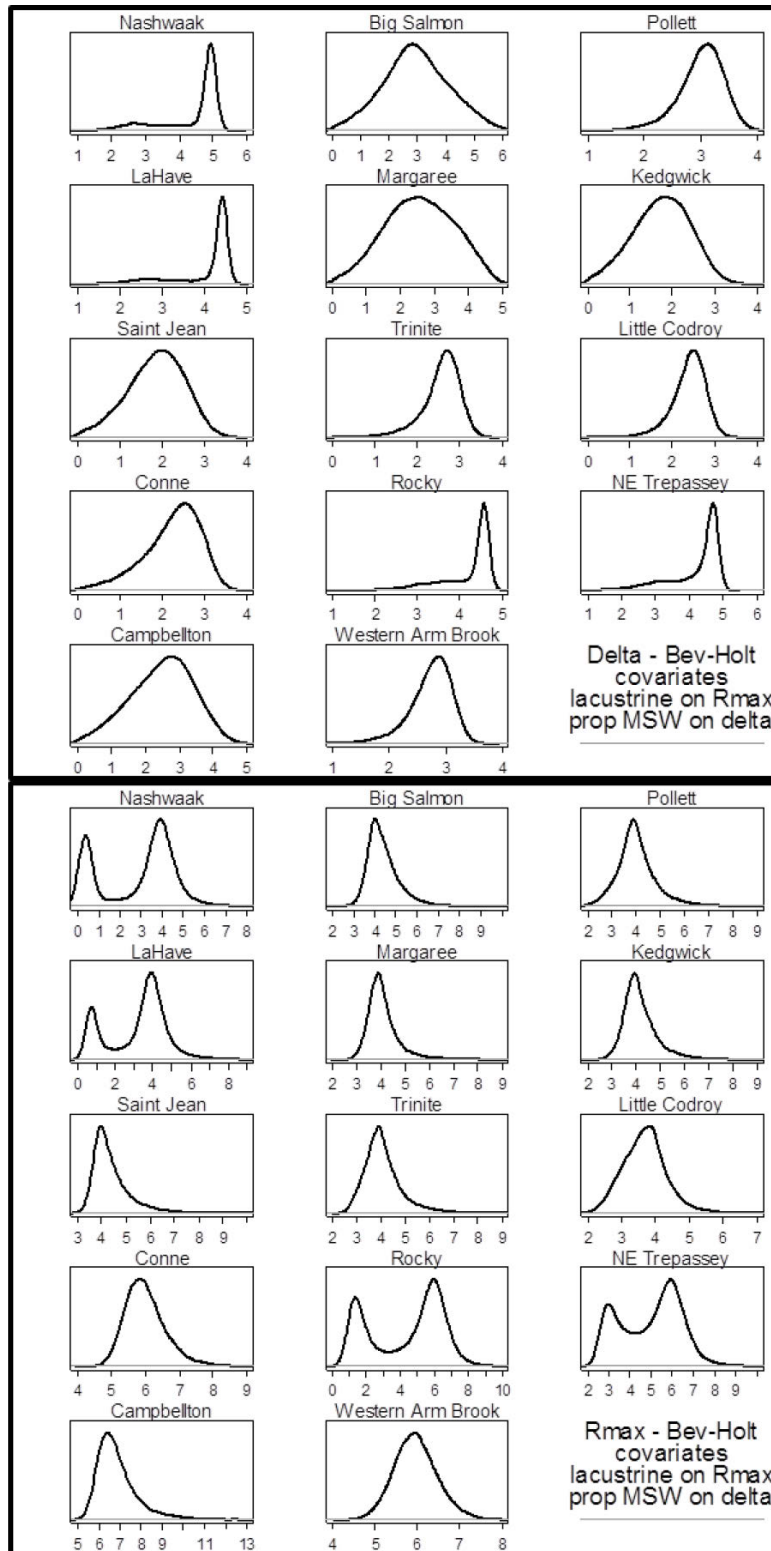 Nashwaak Big Salmon Pollett
1 2 3 4 5 6 0 1 2 3 4 5 6 1 2 3 4
LaHave Margaree Kedgwick
1 2 3 4 5 0 1 2 3 4 5 0 1 2 3 4
Saint Jean Trinite Little Codroy
0 1 2 3 4 0 1 2 3 4 0 1 2 3 4
Conne Rocky NE Trepassey
0 1 2 3 4 0 1 2 3 4 5 1 2 3 4 5 6
Campbellton Western Arm Brook
0 1 2 3 4 5 1 2 3 4
Delta - Bev-Holt
covariates
lacustrine on Rmax
prop MSW on delta
Nashwaak Big Salmon Pollett
0 1 2 3 4 5 6 7 8 2 3 4 5 6 7 8 9 2 3 4 5 6 7 8 9
LaHave Margaree Kedgwick
0 2 4 6 8 2 3 4 5 6 7 8 9 2 3 4 5 6 7 8 9
Saint Jean Trinite Little Codroy
3 4 5 6 7 8 9 2 3 4 5 6 7 8 9 2 3 4 5 6 7
Conne Rocky NE Trepassey
4 5 6 7 8 9 0 1 2 4 5 6 7 8 10 2 3 4 5 6 7 8 9
Campbellton Western Arm Brook
5 6 7 8 9 11 13 4 5 6 7 8
Rmax - Bev-Holt
covariates
lacustrine on Rmax
prop MSW on delta